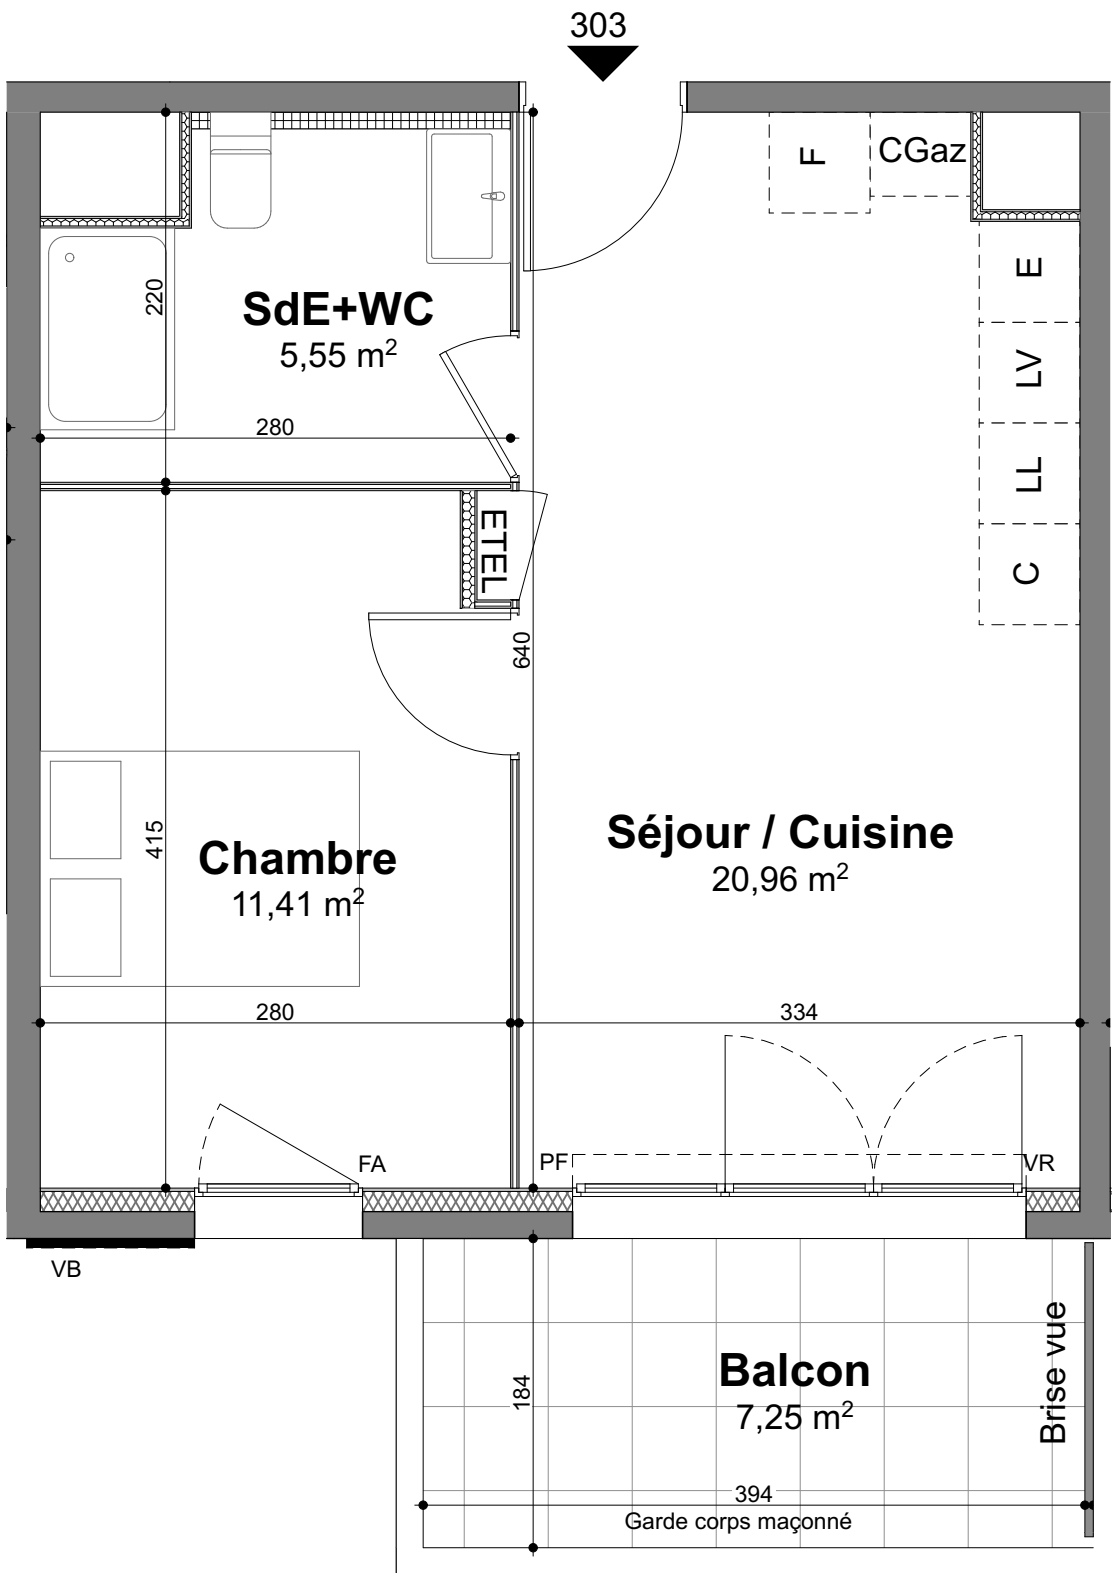 303
F
CGaz
E
LV
LL
C
220
SdE+WC
5,55 m²
280
ETEL
640
415
Chambre
11,41 m²
Séjour / Cuisine
20,96 m²
280
334
FA
PF
VR
VB
Balcon
7,25 m²
184
Brise vue
394
Garde corps maçonné